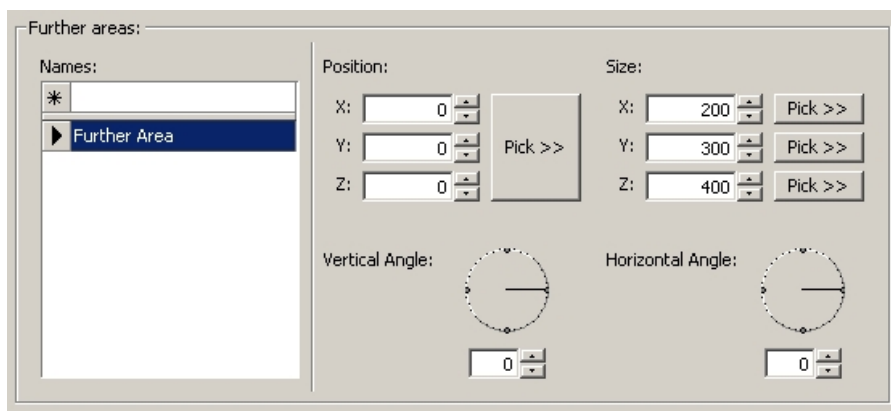 Further areas:
Names:
Further Area
Position:
X: 0
Y: 0
Z: 0
Pick >>
Size:
X: 200 Pick >>
Y: 300 Pick >>
Z: 400 Pick >>
Vertical Angle:
0
Horizontal Angle:
0